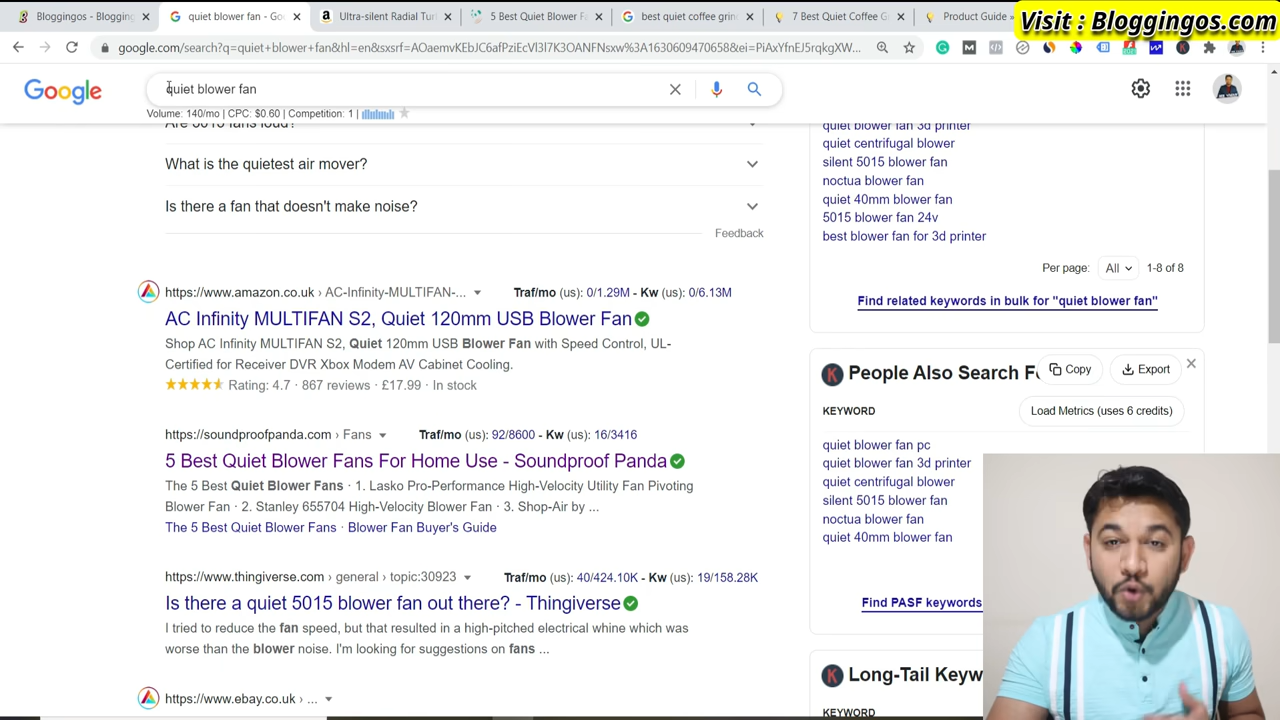 Bloggingos - Blogging
quiet blower fan - Go
Ultra-silent Radial Tur
5 Best Quiet Blower F
best quiet coffee grin
7 Best Quiet Coffee G
Product Guide
Visit : Bloggingos.com
google.com/search?q=quiet+blower+fan&hl=en&sxsrf=AOaemvKEb.C6afPziEcVl3l7K3OANFNsxw%3A1630609470658&ei=PiAxYfnEJ5rqkgXW...
Google
quiet blower fan
Volume: 140/mo | CPC: $0.60 | Competition: 1
Are 5015 fans loud?
What is the quietest air mover?
Is there a fan that doesn't make noise?
Feedback
https://www.amazon.co.uk › AC-Infinity-MULTIFAN-...
Traf/mo (us): 0/1.29M - Kw (us): 0/6.13M
AC Infinity MULTIFAN S2, Quiet 120mm USB Blower Fan
Shop AC Infinity MULTIFAN S2, Quiet 120mm USB Blower Fan with Speed Control, UL-
Certified for Receiver DVR Xbox Modem AV Cabinet Cooling.
Rating: 4.7 · 867 reviews · £17.99 · In stock
https://soundproofpanda.com › Fans
Traf/mo (us): 92/8600 - Kw (us): 16/3416
5 Best Quiet Blower Fans For Home Use - Soundproof Panda
The 5 Best Quiet Blower Fans · 1. Lasko Pro-Performance High-Velocity Utility Fan Pivoting
Blower Fan · 2. Stanley 655704 High-Velocity Blower Fan · 3. Shop-Air by ...
The 5 Best Quiet Blower Fans · Blower Fan Buyer's Guide
https://www.thingiverse.com › general › topic:30923
Traf/mo (us): 40/424.10K - Kw (us): 19/158.28K
Is there a quiet 5015 blower fan out there? - Thingiverse
I tried to reduce the fan speed, but that resulted in a high-pitched electrical whine which was
worse than the blower noise. I'm looking for suggestions on fans ...
https://www.ebay.co.uk › ...
quiet blower fan 3d printer
quiet centrifugal blower
silent 5015 blower fan
noctua blower fan
quiet 40mm blower fan
5015 blower fan 24v
best blower fan for 3d printer
Per page: All 1-8 of 8
Find related keywords in bulk for "quiet blower fan"
K People Also Search F
Copy
Export
KEYWORD
Load Metrics (uses 6 credits)
quiet blower fan pc
quiet blower fan 3d printer
quiet centrifugal blower
silent 5015 blower fan
noctua blower fan
quiet 40mm blower fan
Find PASF keywords
K Long-Tail Keyw
KEYWORD